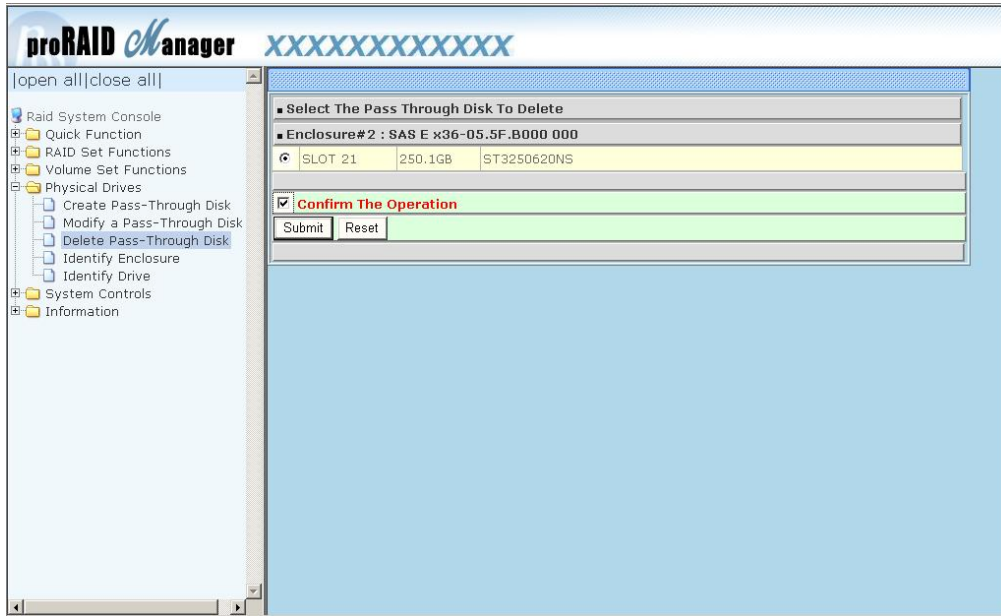 proRAID Manager XXXXXXXXXXXXX
|open all|close all|
Raid System Console
Quick Function
RAID Set Functions
Volume Set Functions
Physical Drives
Create Pass-Through Disk
Modify a Pass-Through Disk
Delete Pass-Through Disk
Identify Enclosure
Identify Drive
System Controls
Information
Select The Pass Through Disk To Delete
Enclosure#2 : SAS E x36-05.5F.B000 000
SLOT 21 250.1GB ST3250620NS
Confirm The Operation
Submit Reset